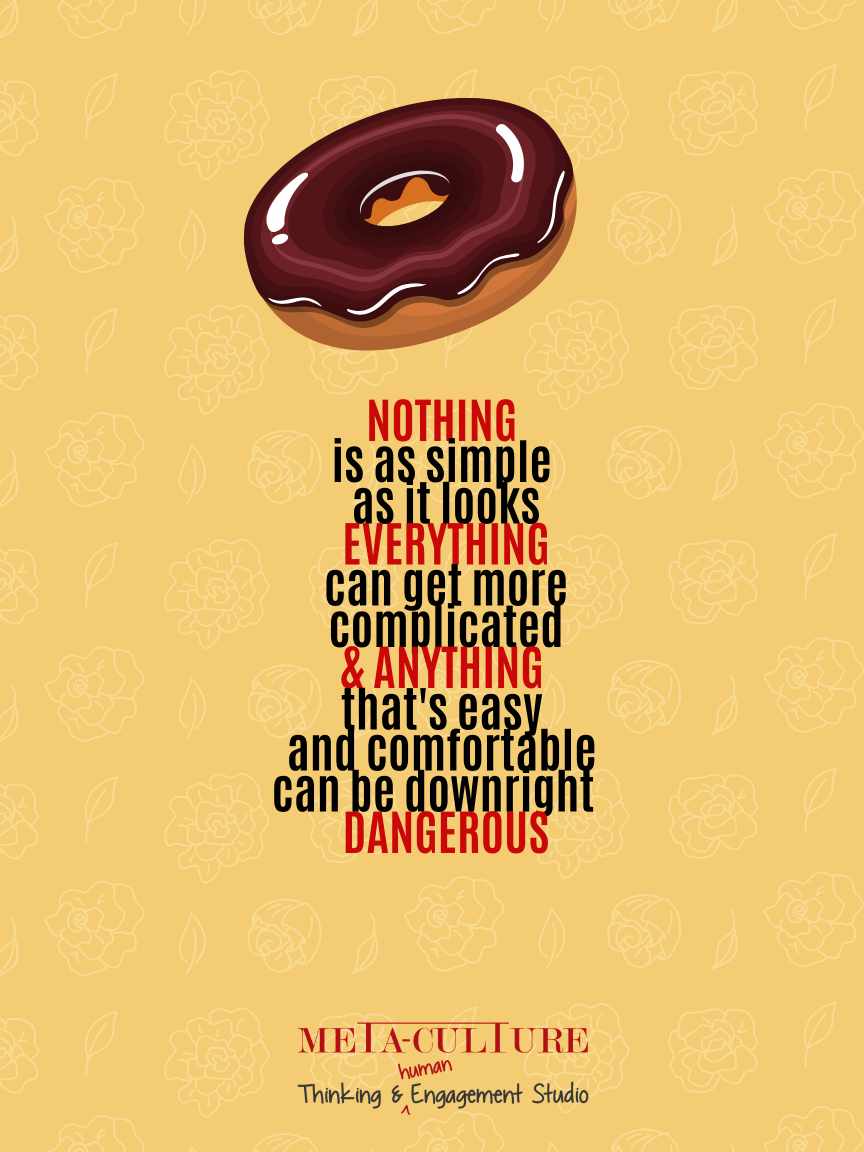 NOTHING
is as simple
as it looks
EVERYTHING
can get more
complicated
& ANYTHING
that's easy
and comfortable
can be downright
DANGEROUS
META-CULTURE
human
Thinking & ‸ Engagement Studio